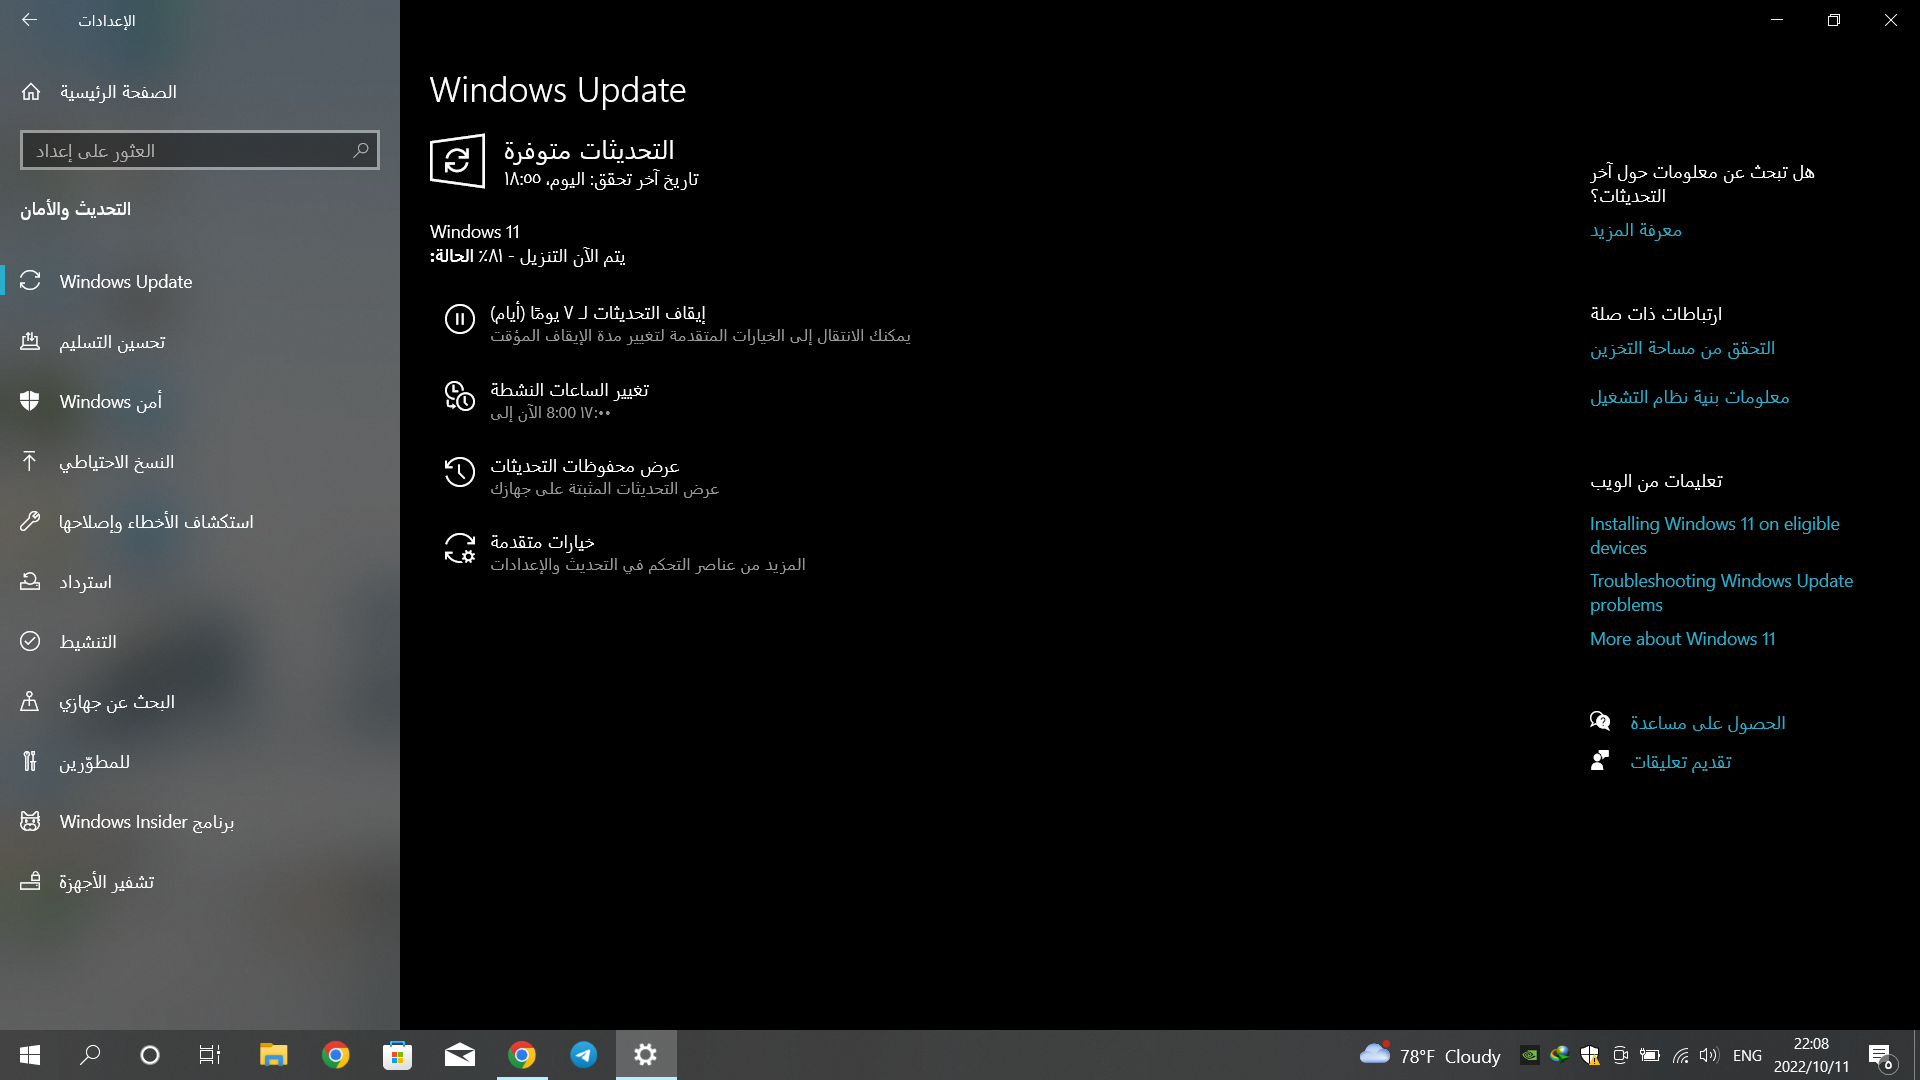 الإعدادات
الصفحة الرئيسية
العثور على إعداد
التحديث والأمان
Windows Update
تحسين التسليم
أمن Windows
النسخ الاحتياطي
استكشاف الأخطاء وإصلاحها
استرداد
التنشيط
البحث عن جهازي
للمطوّرين
برنامج Windows Insider
تشفير الأجهزة
Windows Update
التحديثات متوفرة
تاريخ آخر تحقق: اليوم، ١٨:٥٥
Windows 11
الحالة: يتم الآن التنزيل - ٨١٪
إيقاف التحديثات لـ ٧ يومًا (أيام)
يمكنك الانتقال إلى الخيارات المتقدمة لتغيير مدة الإيقاف المؤقت
تغيير الساعات النشطة
الآن إلى 8:00 ١٧:٠٠
عرض محفوظات التحديثات
عرض التحديثات المثبتة على جهازك
خيارات متقدمة
المزيد من عناصر التحكم في التحديث والإعدادات
هل تبحث عن معلومات حول آخر
التحديثات؟
معرفة المزيد
ارتباطات ذات صلة
التحقق من مساحة التخزين
معلومات بنية نظام التشغيل
تعليمات من الويب
Installing Windows 11 on eligible
devices
Troubleshooting Windows Update
problems
More about Windows 11
الحصول على مساعدة
تقديم تعليقات
78°F Cloudy
ENG
22:08
2022/10/11
٥